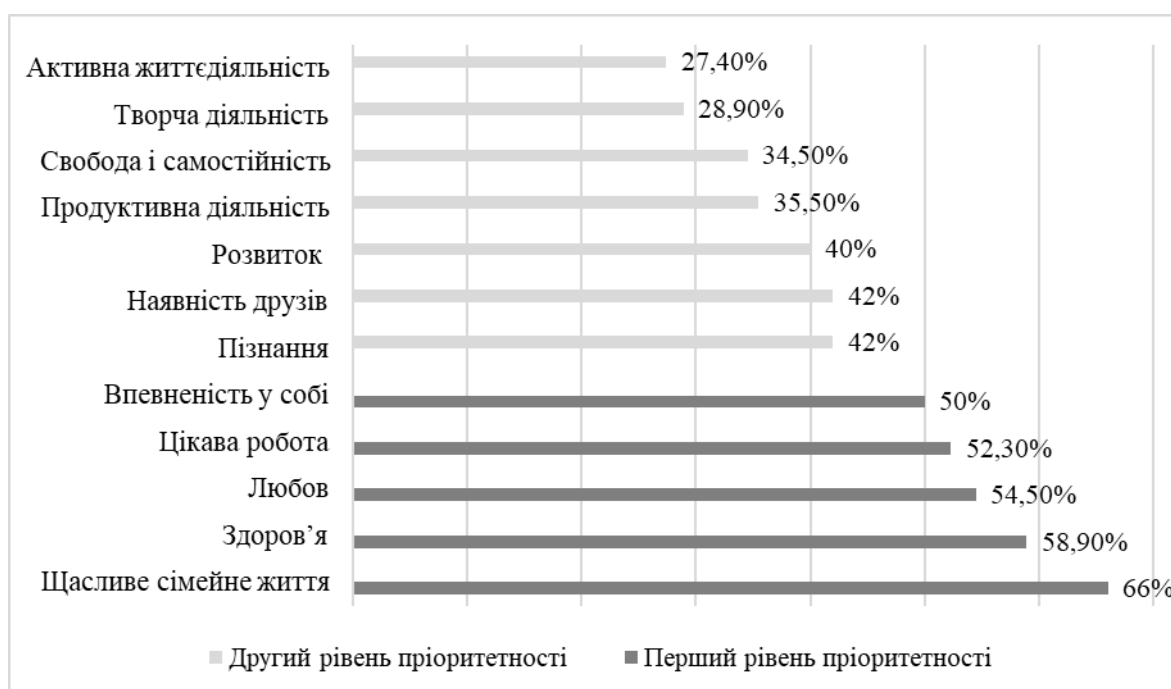 Активна життєдіяльність 27,40%
Творча діяльність 28,90%
Свобода і самостійність 34,50%
Продуктивна діяльність 35,50%
Розвиток 40%
Наявність друзів 42%
Пізнання 42%
Впевненість у собі 50%
Цікава робота 52,30%
Любов 54,50%
Здоров’я 58,90%
Щасливе сімейне життя 66%
Другий рівень пріоритетності Перший рівень пріоритетності